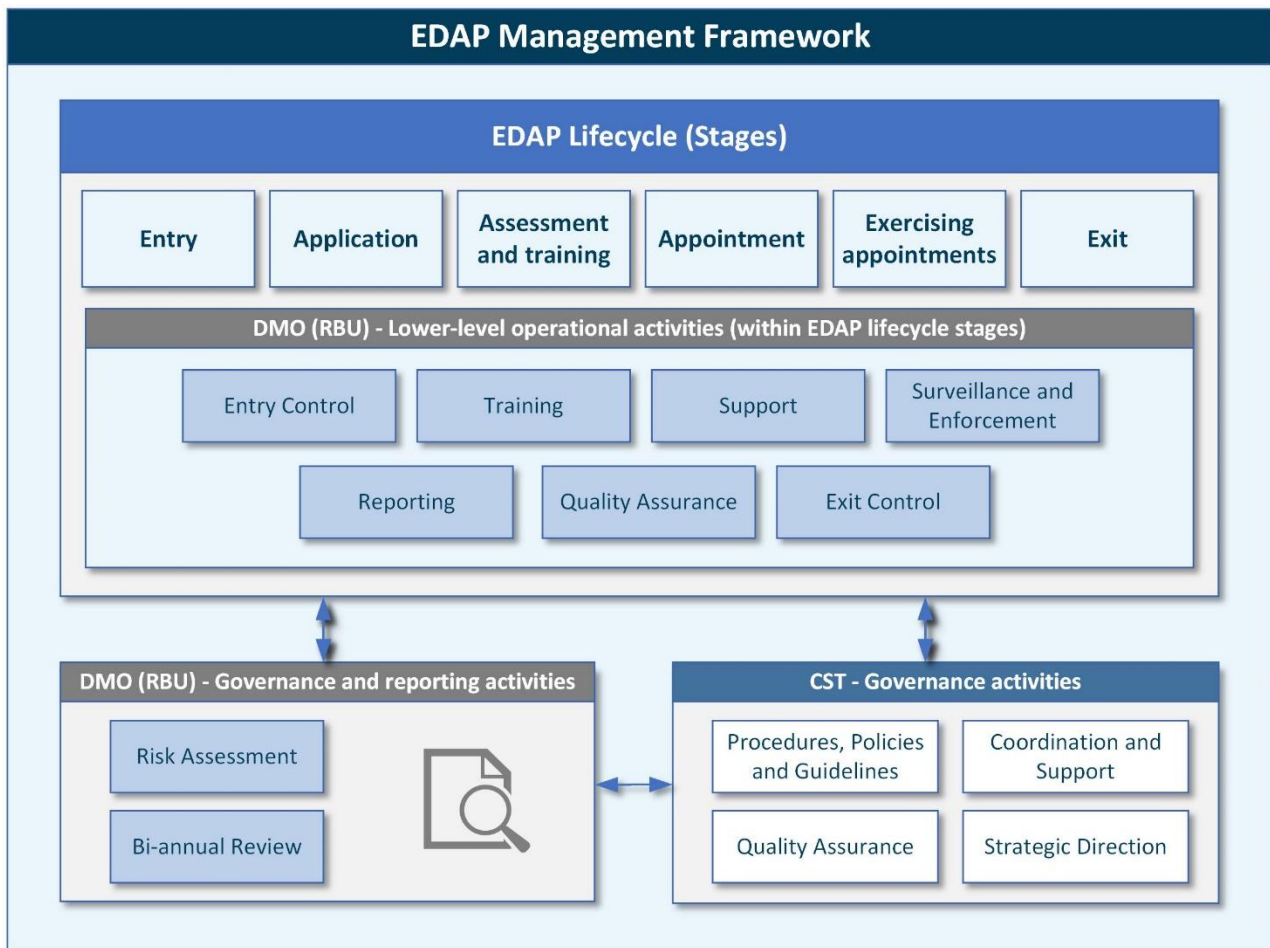 EDAP Management Framework
EDAP Lifecycle (Stages)
Entry
Application
Assessment
and training
Appointment
Exercising
appointments
Exit
DMO (RBU) - Lower-level operational activities (within EDAP lifecycle stages)
Entry Control
Training
Support
Surveillance and
Enforcement
Reporting
Quality Assurance
Exit Control
DMO (RBU) - Governance and reporting activities
Risk Assessment
Bi-annual Review
CST - Governance activities
Procedures, Policies
and Guidelines
Coordination and
Support
Quality Assurance
Strategic Direction